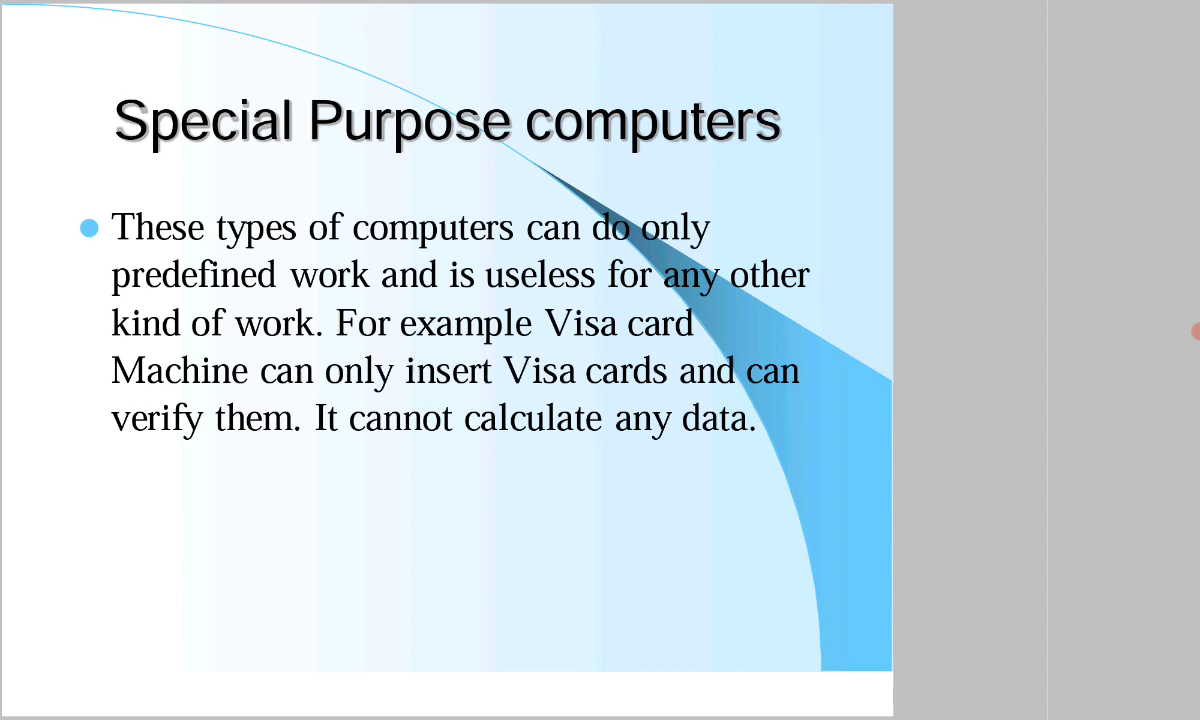 Special Purpose computers
These types of computers can do only
predefined work and is useless for any other
kind of work. For example Visa card
Machine can only insert Visa cards and can
verify them. It cannot calculate any data.